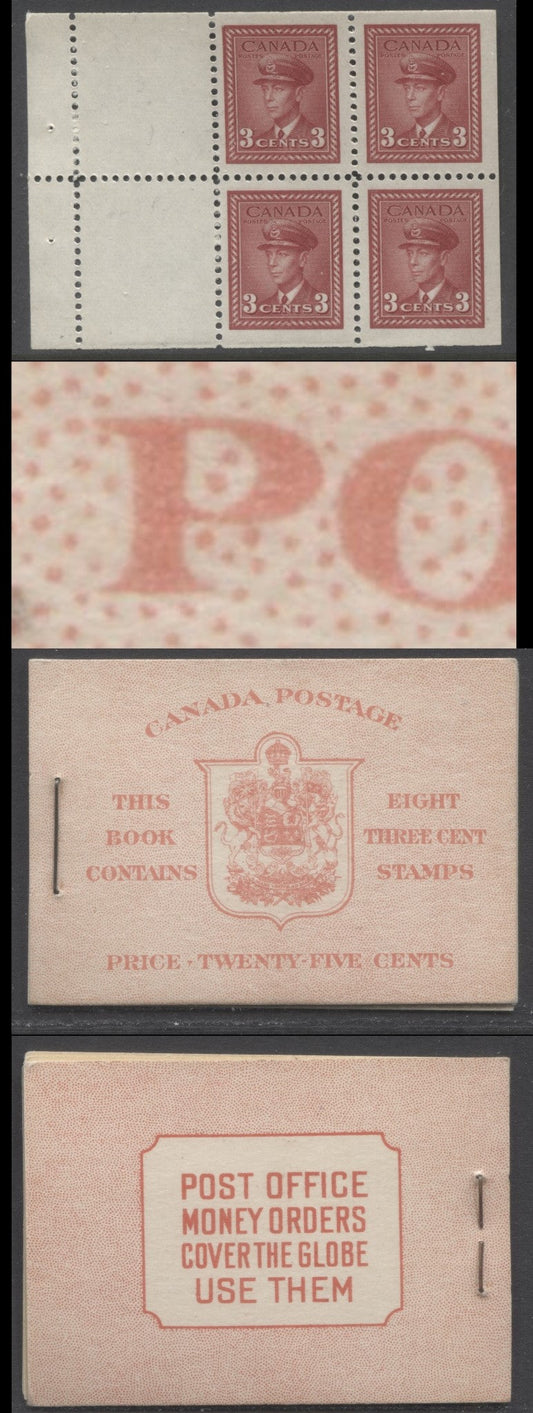 CANADA CANADA
POSTES POSTAGE POSTES POSTAGE
3 CENTS 3 3 CENTS 3
CANADA CANADA
POSTES POSTAGE POSTES POSTAGE
3 CENTS 3 3 CENTS 3
PO
CANADA, POSTAGE
THIS
BOOK
CONTAINS
EIGHT
THREE CENT
STAMPS
PRICE - TWENTY-FIVE CENTS
POST OFFICE
MONEY ORDERS
COVER THE GLOBE
USE THEM